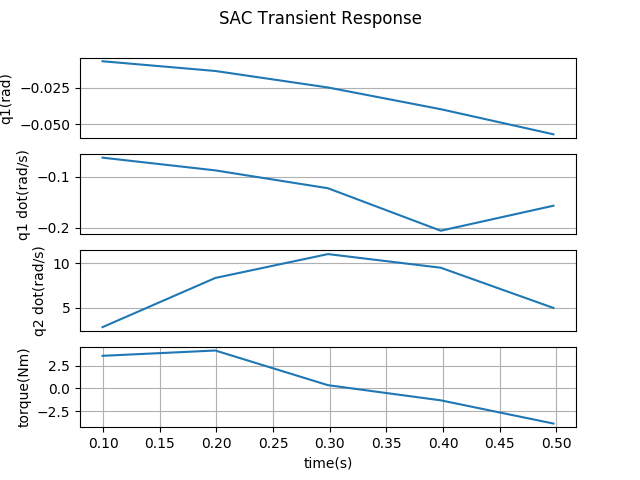 SAC Transient Response
q1(rad)
−0.025
−0.050
q1 dot(rad/s)
−0.1
−0.2
q2 dot(rad/s)
10
5
torque(Nm)
2.5
0.0
−2.5
0.10 0.15 0.20 0.25 0.30 0.35 0.40 0.45 0.50
time(s)